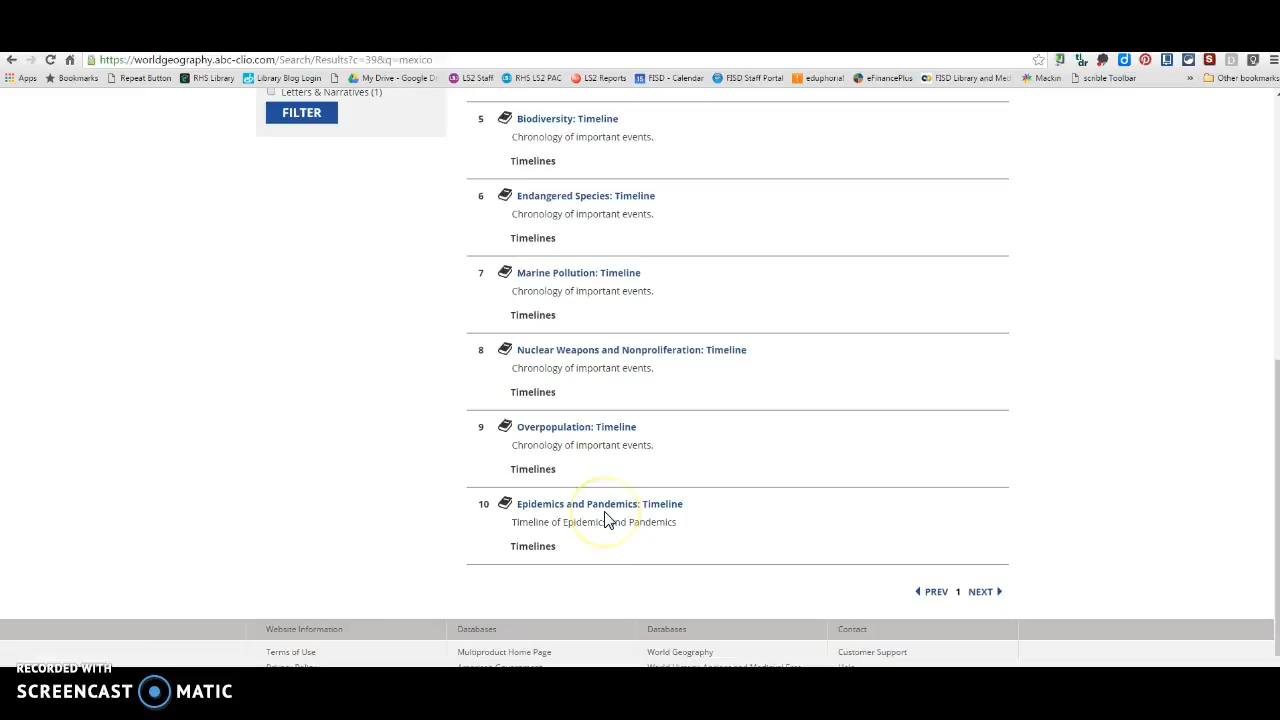 https://worldgeography.abc-clio.com/Search/Results?c=39&q=mexico
Apps Bookmarks Repeat Button RHS Library Library Blog Login My Drive - Google D LS2 Staff RHS LS2 PAC LS2 Reports FISD - Calendar FISD Staff Portal eduphoria! eFinancePlus FISD Library and Med Mackin scrible Toolbar » Other bookmarks
Letters & Narratives (1)
FILTER
5 Biodiversity: Timeline
Chronology of important events.
Timelines
6 Endangered Species: Timeline
Chronology of important events.
Timelines
7 Marine Pollution: Timeline
Chronology of important events.
Timelines
8 Nuclear Weapons and Nonproliferation: Timeline
Chronology of important events.
Timelines
9 Overpopulation: Timeline
Chronology of important events.
Timelines
10 Epidemics and Pandemics: Timeline
Timeline of Epidemics and Pandemics
Timelines
PREV 1 NEXT
Website Information Databases Databases Contact
Terms of Use Multiproduct Home Page World Geography Customer Support
RECORDED WITH
SCREENCAST MATIC